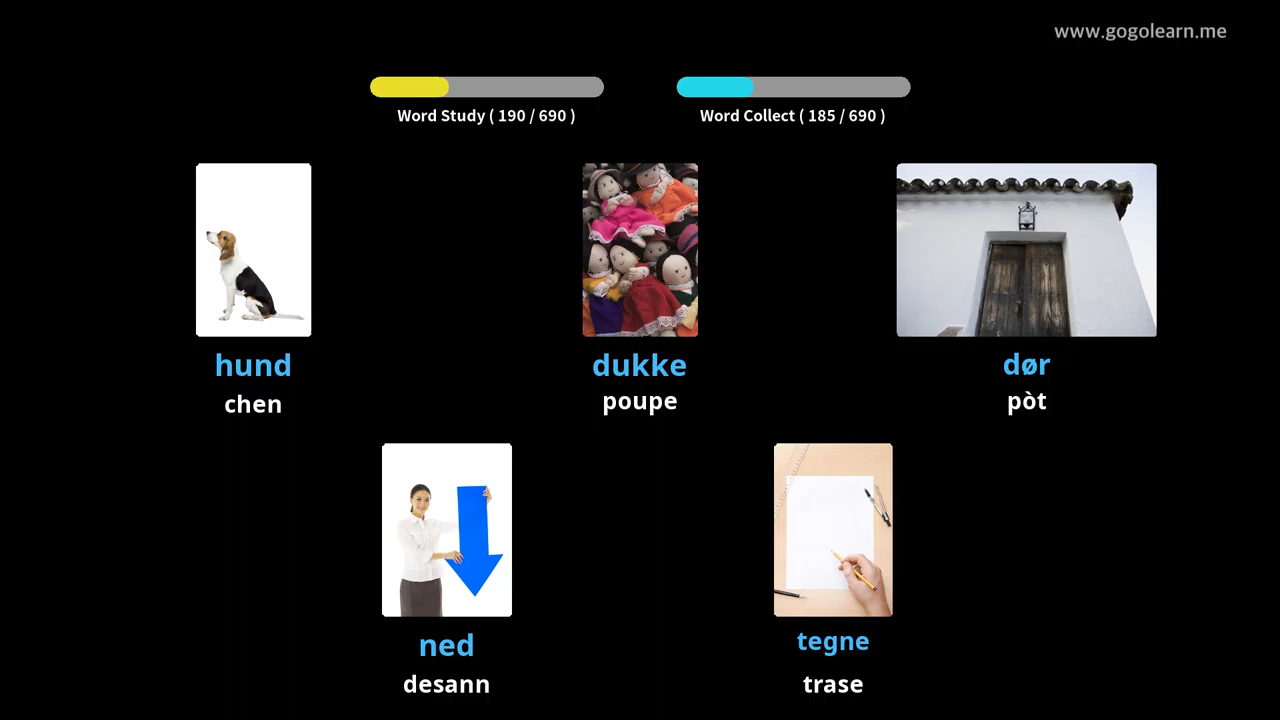 www.gogolearn.me
Word Study ( 190 / 690 )
Word Collect ( 185 / 690 )
hund
chen
dukke
poupe
dør
pòt
ned
desann
tegne
trase